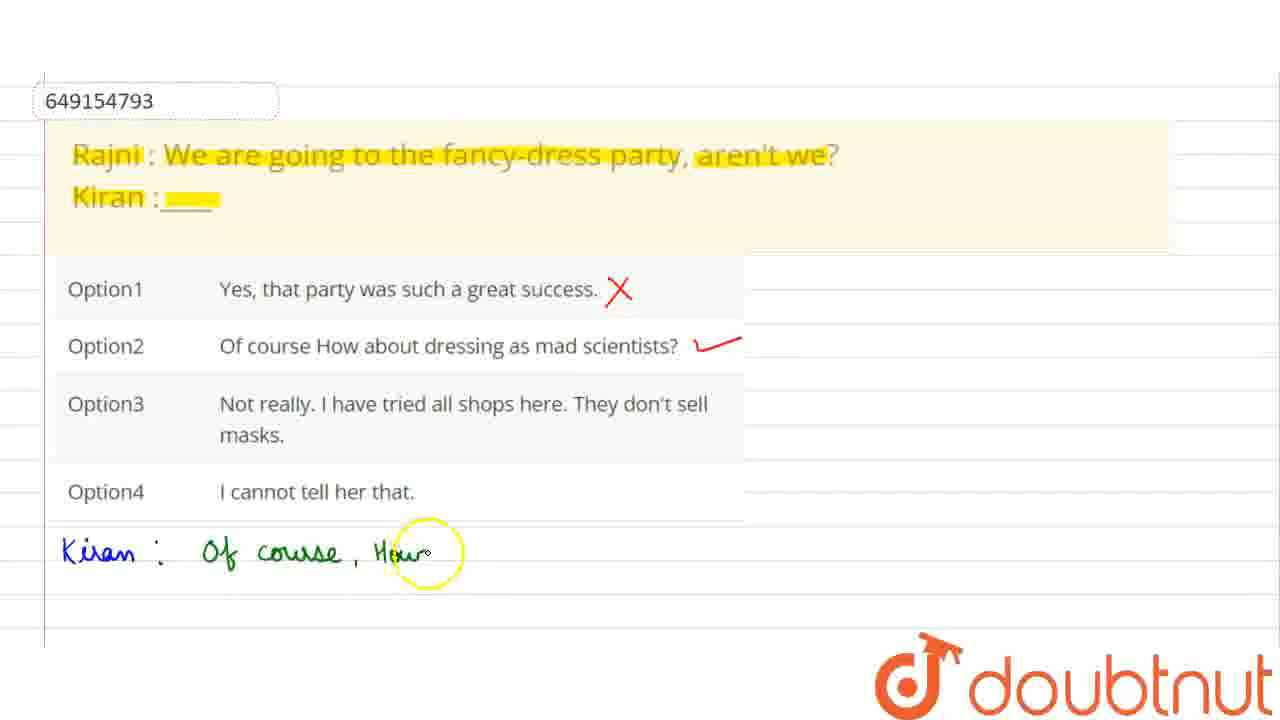 649154793
Rajni : We are going to the fancy-dress party, aren't we?
Kiran :____
Option1 Yes, that party was such a great success.
Option2 Of course How about dressing as mad scientists?
Option3 Not really. I have tried all shops here. They don't sell
masks.
Option4 I cannot tell her that.
Kiran : Of course, How
doubtnut